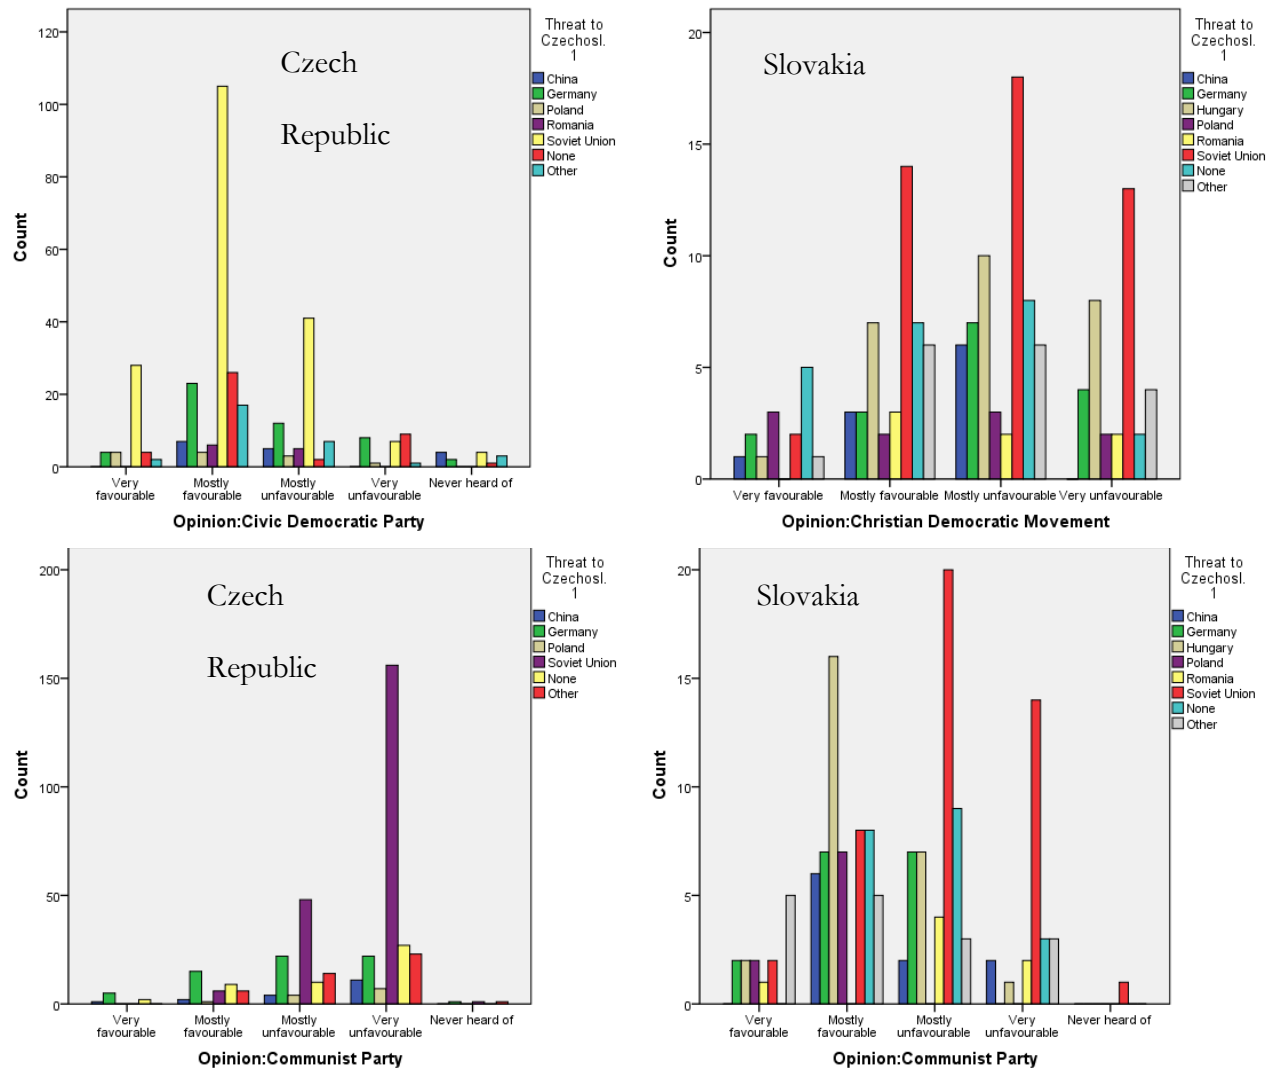 120
100
80
60
40
20
0
Count
Czech
Republic
Very
favourable
Mostly
favourable
Mostly
unfavourable
Very
unfavourable
Never heard of
Opinion:Civic Democratic Party
Threat to
Czechosl.
1
China
Germany
Poland
Romania
Soviet Union
None
Other
20
15
10
5
0
Count
Slovakia
Very favourable
Mostly favourable
Mostly unfavourable
Very unfavourable
Opinion:Christian Democratic Movement
Threat to
Czechosl.
1
China
Germany
Hungary
Poland
Romania
Soviet Union
None
Other
200
150
100
50
0
Count
Czech
Republic
Very
favourable
Mostly
favourable
Mostly
unfavourable
Very
unfavourable
Never heard of
Opinion:Communist Party
Threat to
Czechosl.
1
China
Germany
Poland
Soviet Union
None
Other
20
15
10
5
0
Count
Slovakia
Very
favourable
Mostly
favourable
Mostly
unfavourable
Very
unfavourable
Never heard of
Opinion:Communist Party
Threat to
Czechosl.
1
China
Germany
Hungary
Poland
Romania
Soviet Union
None
Other